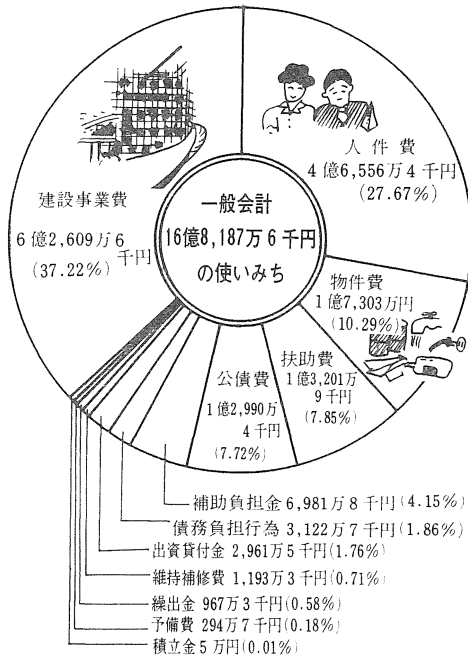 一般会計
16億8,187万6千円
の使いみち
人件費
4億6,556万4千円
(27.67%)
物件費
1億7,303万円
(10.29%)
扶助費
1億3,201万
9千円
(7.85%)
公債費
1億2,990万
4千円
(7.72%)
建設事業費
6億2,609万6
千円
(37.22%)
補助負担金 6,981万8千円(4.15%)
債務負担行為 3,122万7千円(1.86%)
出資貸付金 2,961万5千円(1.76%)
維持補修費 1,193万3千円(0.71%)
繰出金 967万3千円(0.58%)
予備費 294万7千円(0.18%)
積立金 5万円(0.01%)